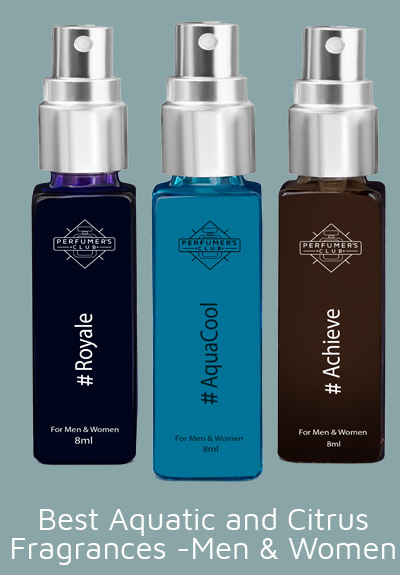 PERFUMER'S
CLUB
# Royale
For Men & Women
8ml
PERFUMER'S
CLUB
# AquaCool
For Men & Women
8ml
PERFUMER'S
CLUB
# Achieve
For Men & Women
8ml
Best Aquatic and Citrus
Fragrances -Men & Women